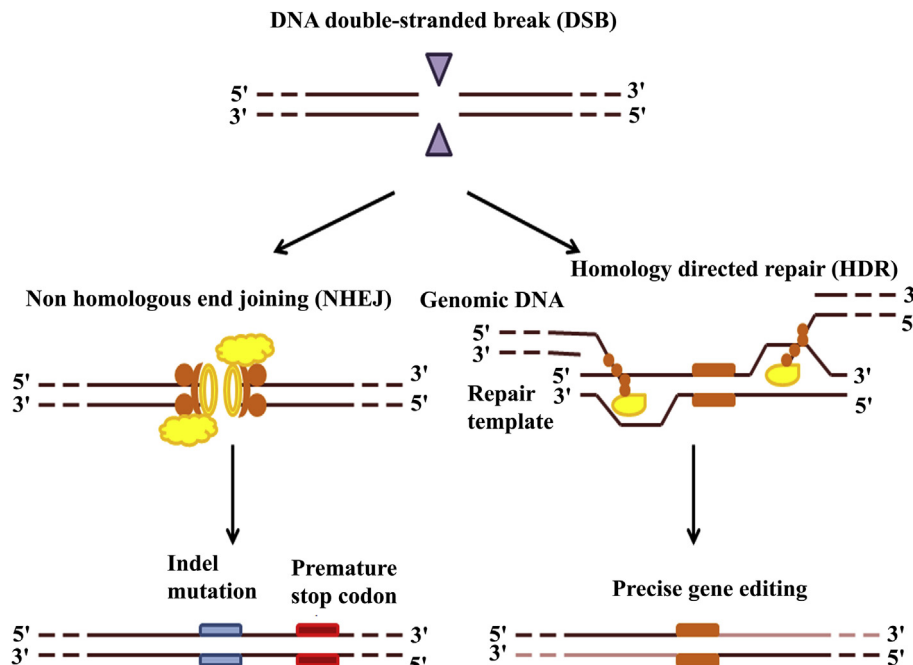 DNA double-stranded break (DSB)
5' 3'
3' 5'
Homology directed repair (HDR)
Non homologous end joining (NHEJ)
Genomic DNA
3'
5'
5'
3'
5' 3'
3' 5'
5' 3'
3' 5'
Repair
template
Indel
mutation
Premature
stop codon
Precise gene editing
5' 3'
3' 5'
5' 3'
3' 5'